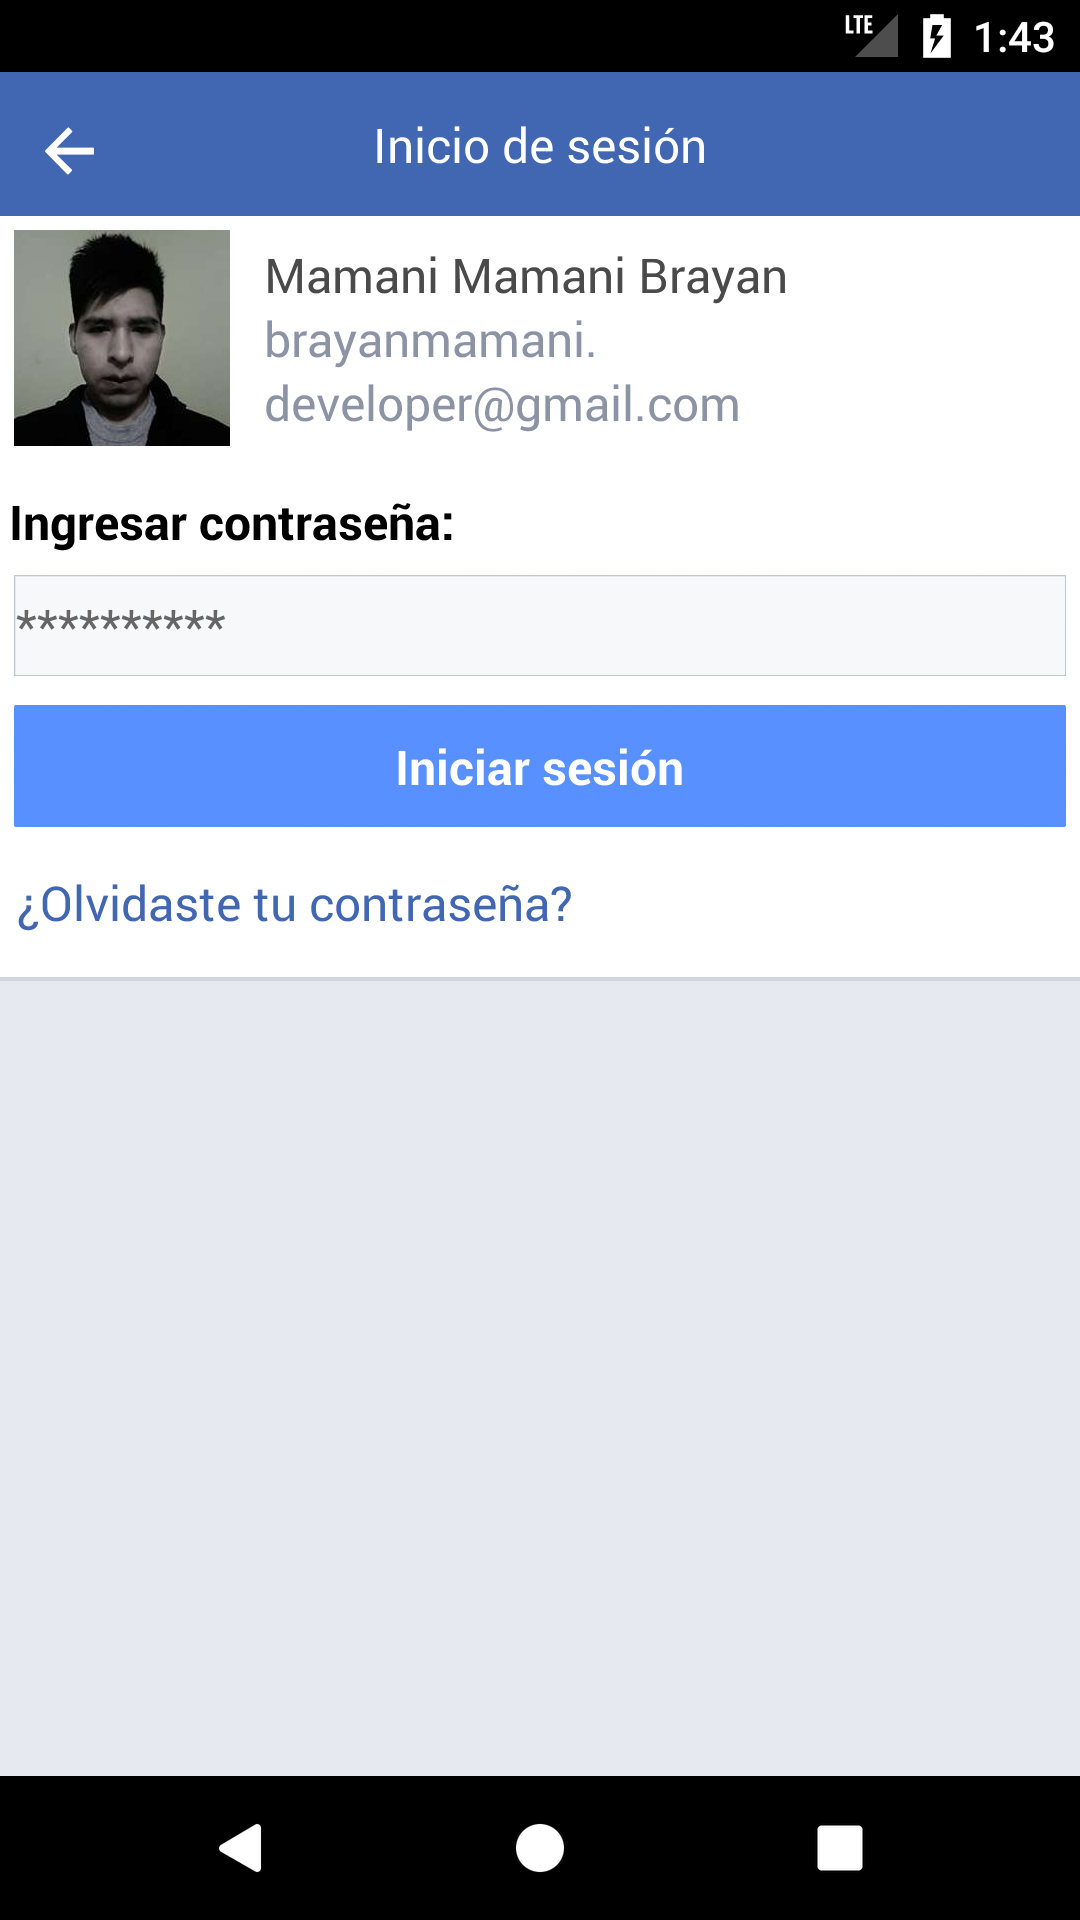 LTE 1:43
Inicio de sesión
Mamani Mamani Brayan
brayanmamani.
developer@gmail.com
Ingresar contraseña:
**********
Iniciar sesión
¿Olvidaste tu contraseña?